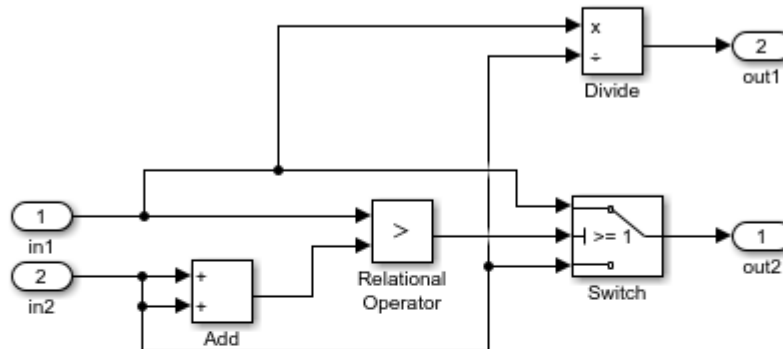 x
÷
Divide
2
out1
1
in1
>
Relational
Operator
>= 1
Switch
1
out2
2
in2
+
+
Add